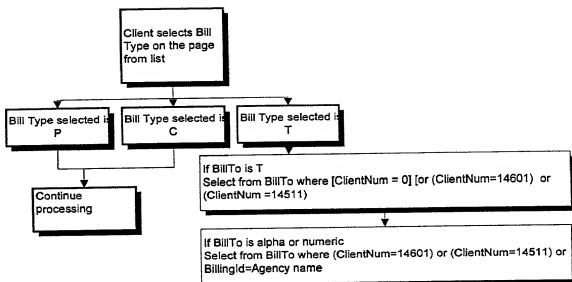 Client selects Bill
Type on the page
from list
Bill Type selected is
P
Bill Type selected is
C
Bill Type selected is
T
Continue
processing
If BillTo is T
Select from BillTo where [ClientNum = 0] [or (ClientNum=14601) or
(ClientNum =14511)
If BillTo is alpha or numeric
Select from BillTo where (ClientNum=14601) or (ClientNum=14511) or
BillingId=Agency name